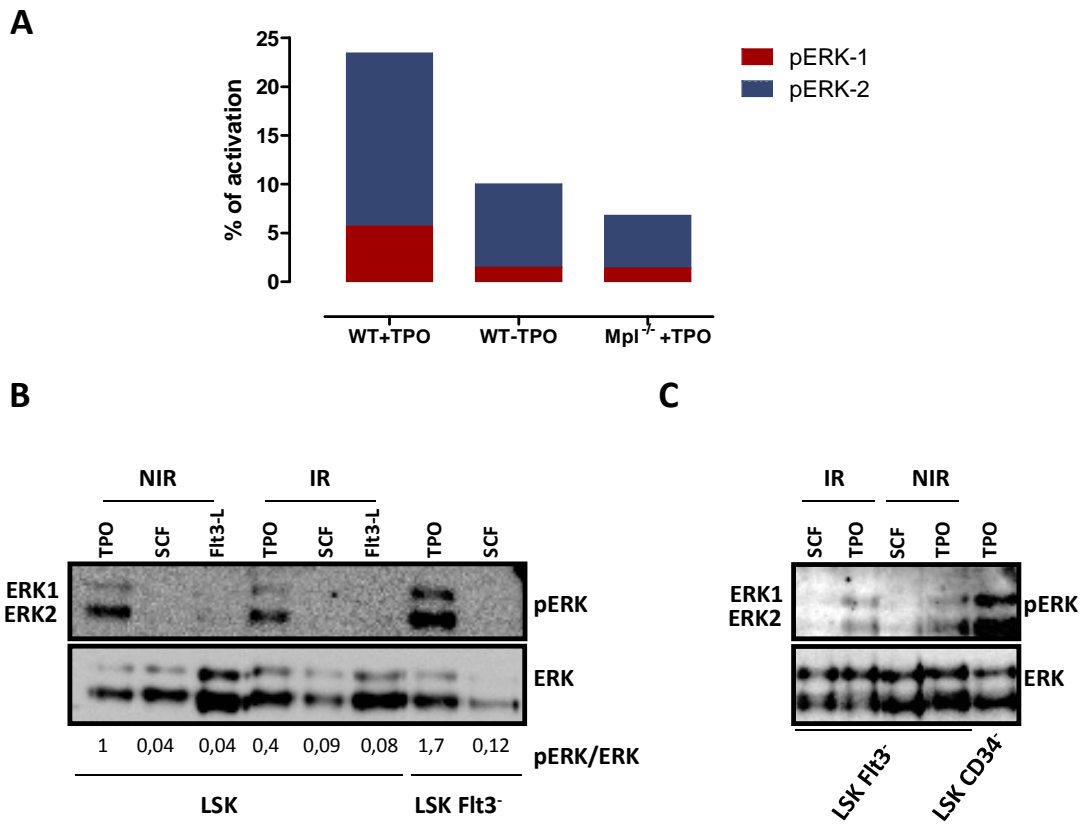 A
25
20
15
10
5
0
% of activation
WT+TPO
WT-TPO
Mpl-/- +TPO
pERK-1
pERK-2
B
NIR
IR
TPO
SCF
Flt3-L
TPO
SCF
Flt3-L
TPO
SCF
ERK1
ERK2
pERK
ERK
1 0,04 0,04 0,4 0,09 0,08 1,7 0,12
pERK/ERK
LSK
LSK Flt3-
C
IR
NIR
SCF
TPO
SCF
TPO
TPO
ERK1
ERK2
pERK
ERK
LSK Flt3-
LSK CD34-